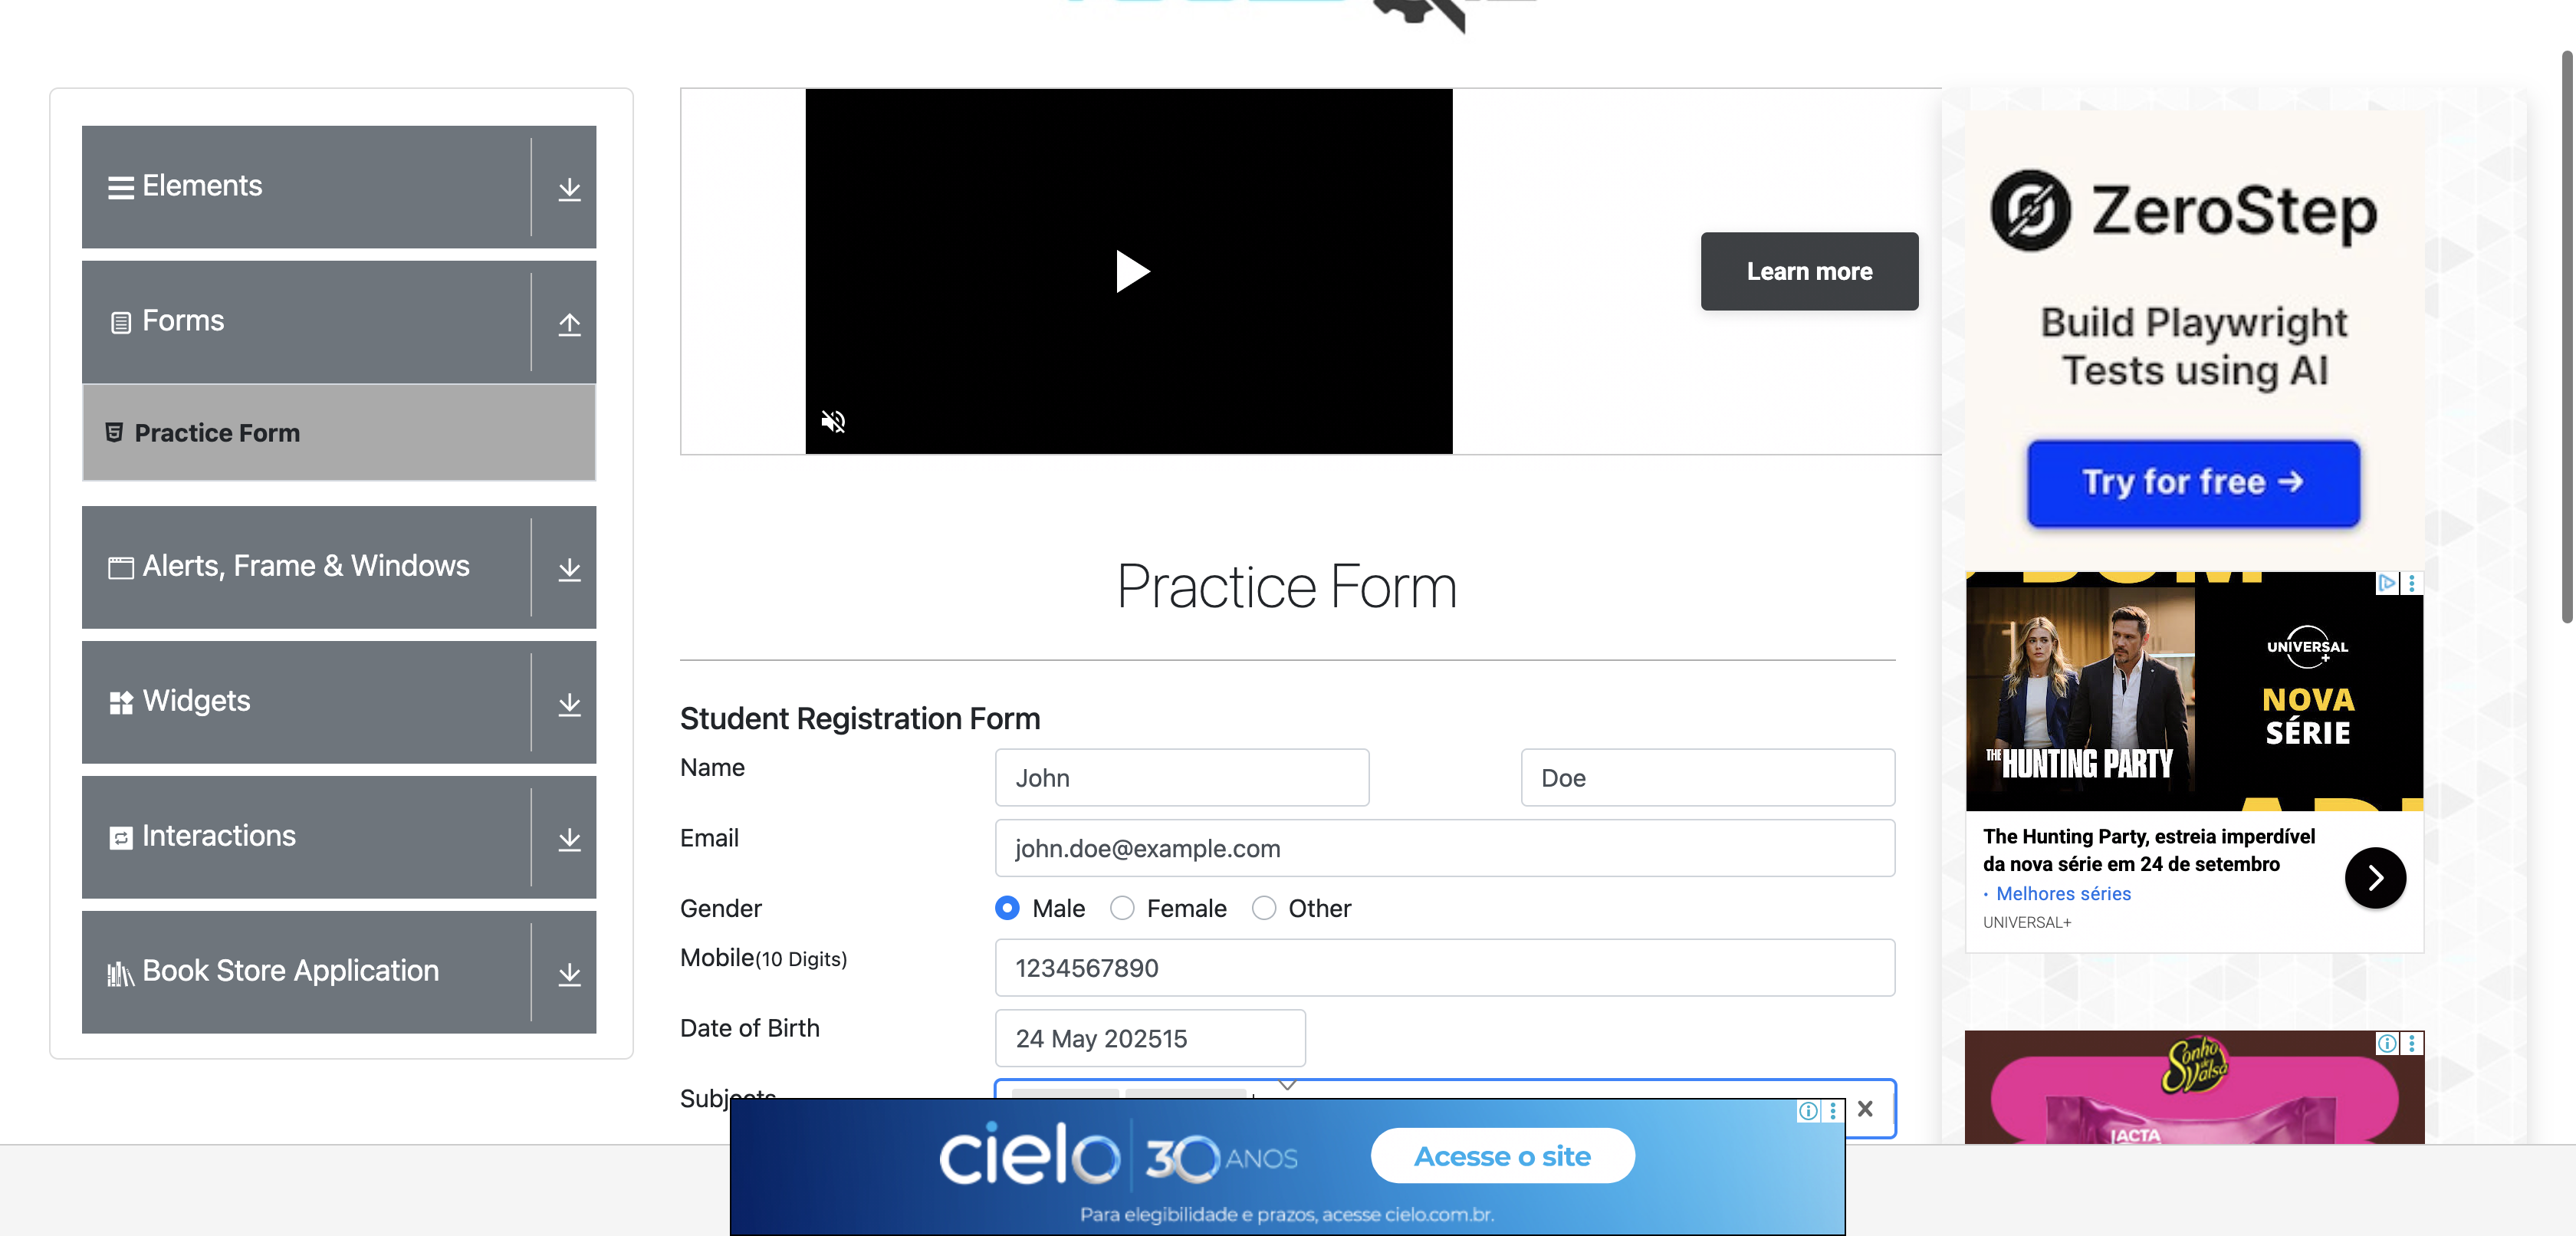 Elements
Forms
Practice Form
Alerts, Frame & Windows
Widgets
Interactions
Book Store Application
Learn more
Practice Form
Student Registration Form
Name
John
Doe
Email
john.doe@example.com
Gender
Male
Female
Other
Mobile(10 Digits)
1234567890
Date of Birth
24 May 202515
Subjects
cielo 30 ANOS
Acesse o site
Para elegibilidade e prazos, acesse cielo.com.br.
ZeroStep
Build Playwright
Tests using AI
Try for free →
THE HUNTING PARTY
UNIVERSAL+
NOVA
SÉRIE
The Hunting Party, estreia imperdível
da nova série em 24 de setembro
· Melhores séries
UNIVERSAL+
Sonho
de Valsa
LACTA